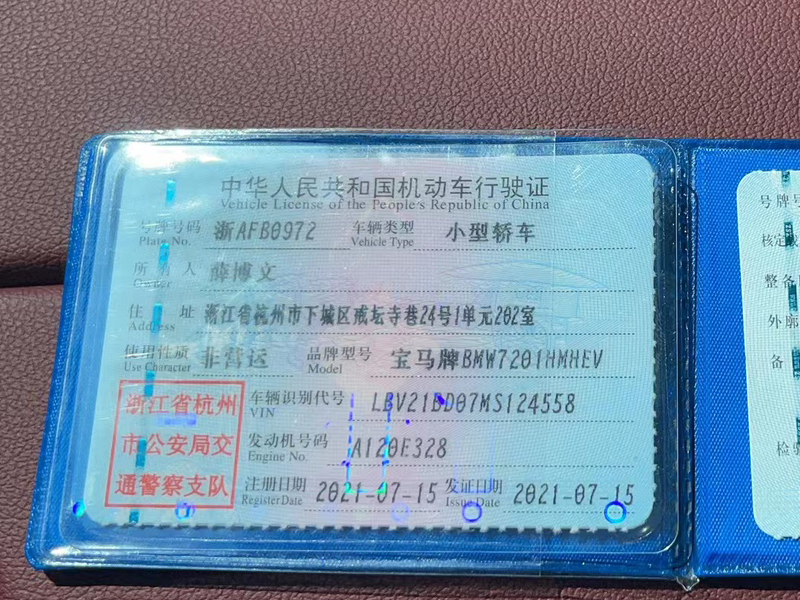 中华人民共和国机动车行驶证
Vehicle License of the People's Republic of China
号牌号码 浙AFB0972 车辆类型 小型轿车
Plate No. Vehicle Type
所有人 薛博文
Owner
住址 浙江省杭州市下城区戒坛寺巷24号1单元202室
Address
使用性质 非营运 品牌型号 宝马牌BMW7201HMHEV
Use Character Model
浙江省杭州
市公安局交
通警察支队
车辆识别代号 LBV21BD07MS124558
VIN
发动机号码 A120E328
Engine No.
注册日期 2021-07-15 发证日期 2021-07-15
Register Date Issue Date
号牌号
核定
整备
外廓
备
检验